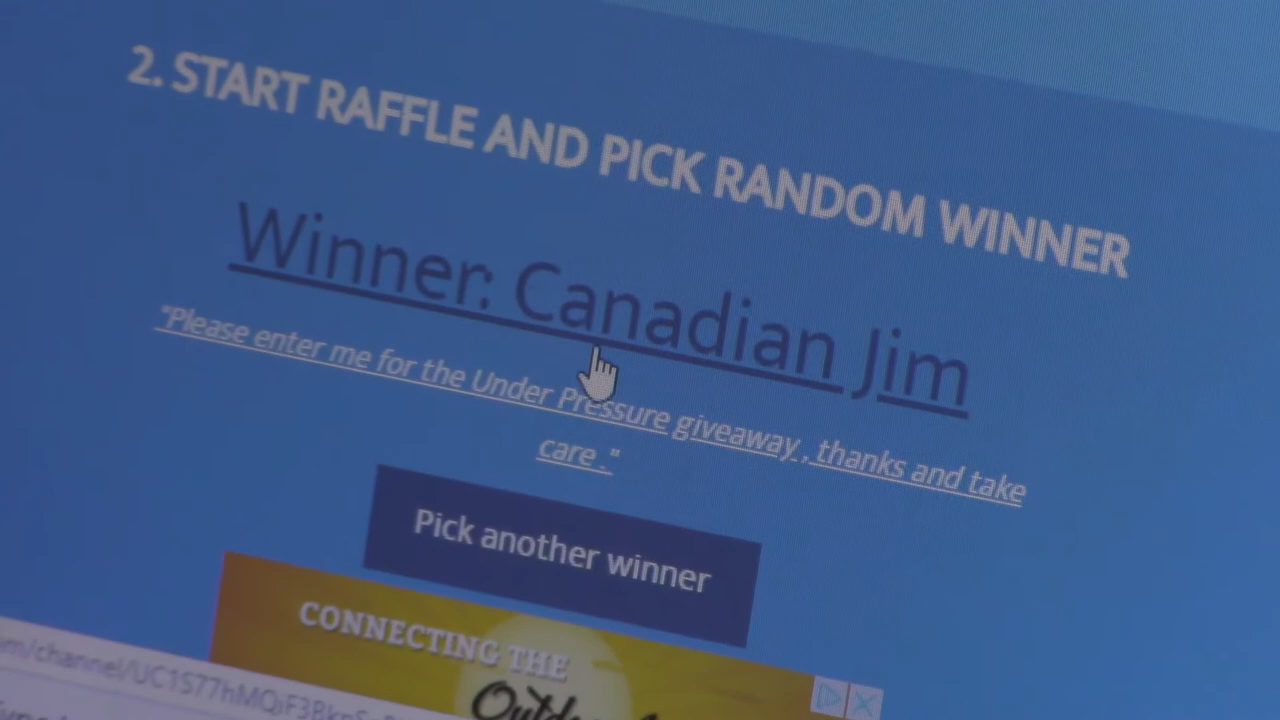 2. START RAFFLE AND PICK RANDOM WINNER
Winner: Canadian Jim
"Please enter me for the Under Pressure giveaway , thanks and take
care ."
Pick another winner
CONNECTING THE